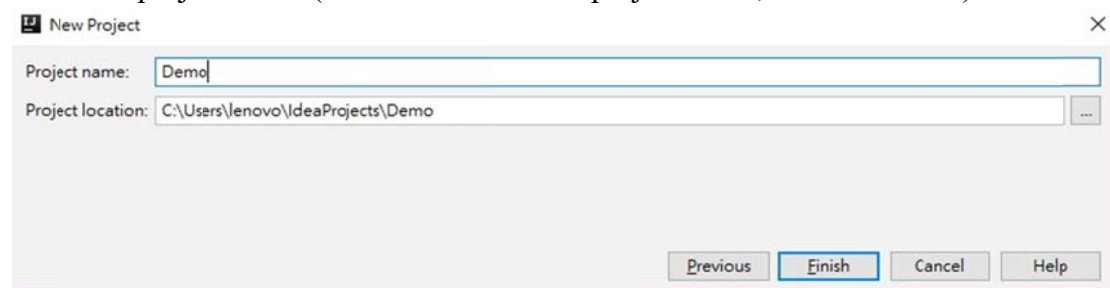 New Project
Project name: Demo
Project location: C:\Users\lenovo\IdeaProjects\Demo ...
Previous Finish Cancel Help